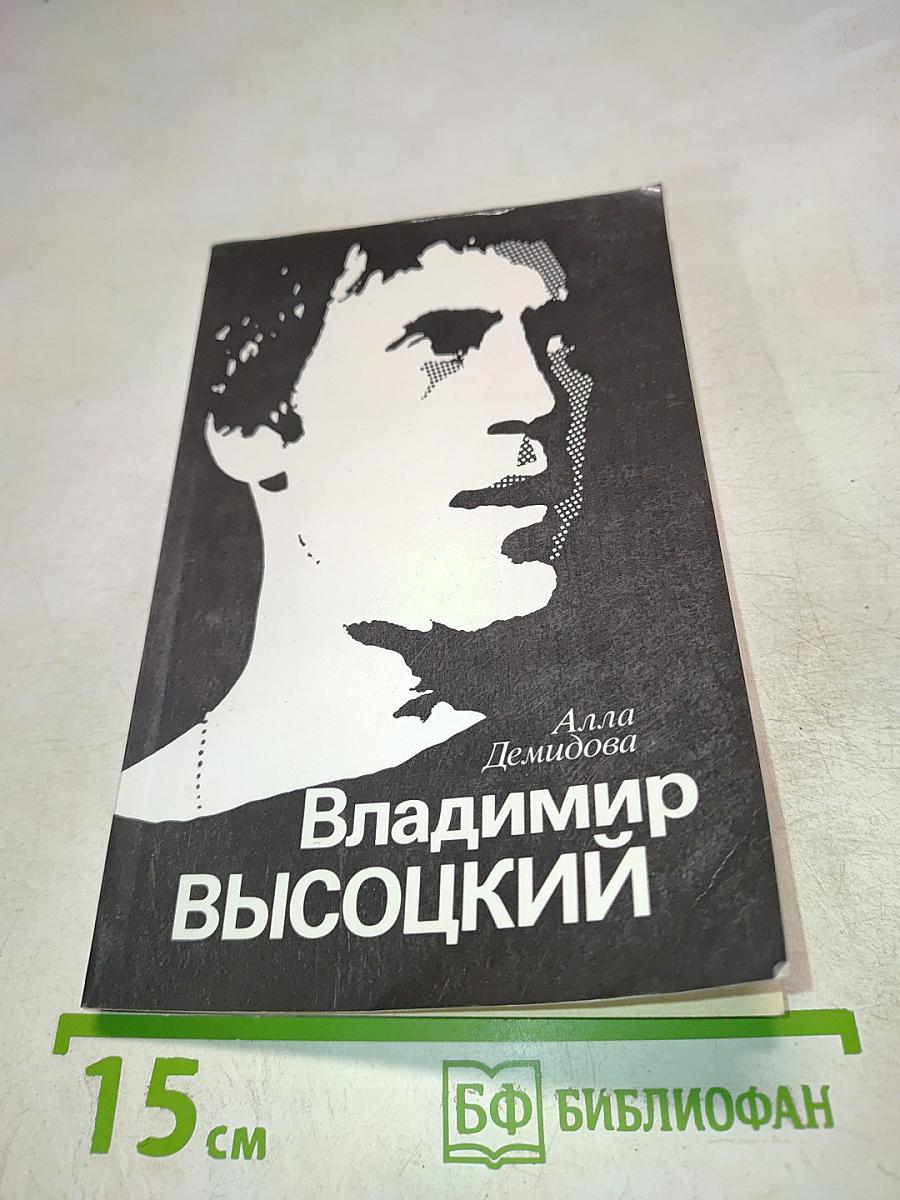 Алла
Демидова
Владимир
ВЫСОЦКИЙ
15 см
БФ БИБЛИОФАН